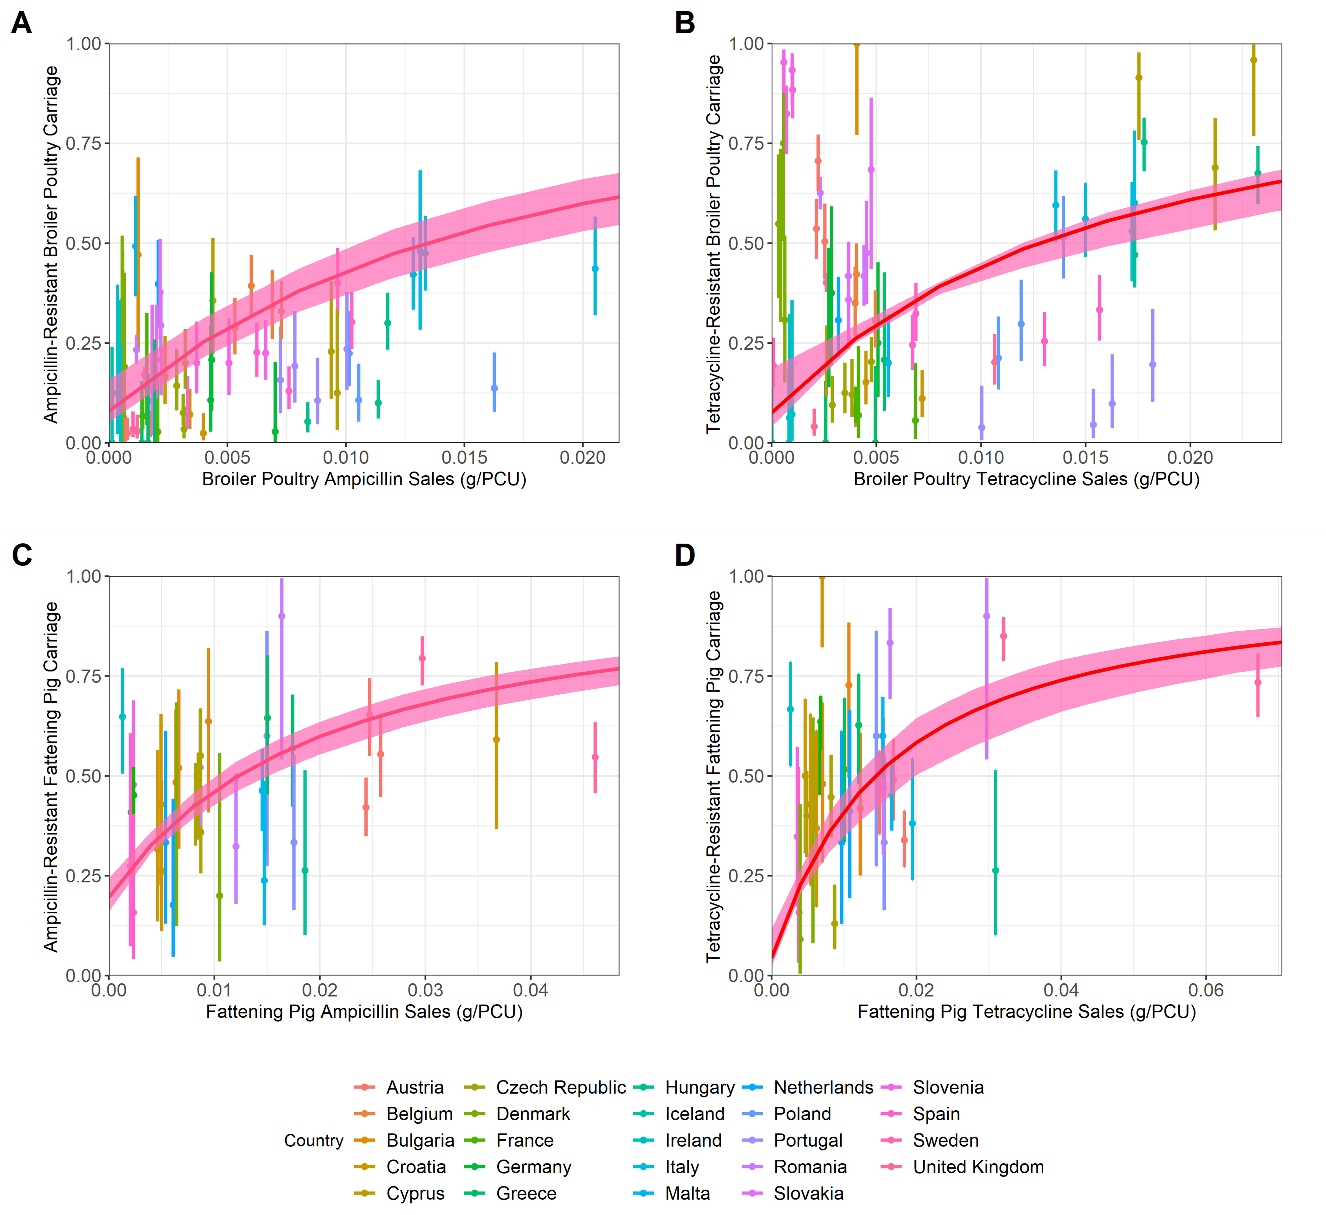 A
B
Ampicillin-Resistant Broiler Poultry Carriage
1.00
0.75
0.50
0.25
0.00
0.000
0.005
0.010
0.015
0.020
Broiler Poultry Ampicillin Sales (g/PCU)
Tetracycline-Resistant Broiler Poultry Carriage
1.00
0.75
0.50
0.25
0.00
0.000
0.005
0.010
0.015
0.020
Broiler Poultry Tetracycline Sales (g/PCU)
C
D
Ampicillin-Resistant Fattening Pig Carriage
1.00
0.75
0.50
0.25
0.00
0.00
0.01
0.02
0.03
0.04
Fattening Pig Ampicillin Sales (g/PCU)
Tetracycline-Resistant Fattening Pig Carriage
1.00
0.75
0.50
0.25
0.00
0.00
0.02
0.04
0.06
Fattening Pig Tetracycline Sales (g/PCU)
Country
Austria
Belgium
Bulgaria
Croatia
Cyprus
Czech Republic
Denmark
France
Germany
Greece
Hungary
Iceland
Ireland
Italy
Malta
Netherlands
Poland
Portugal
Romania
Slovakia
Slovenia
Spain
Sweden
United Kingdom